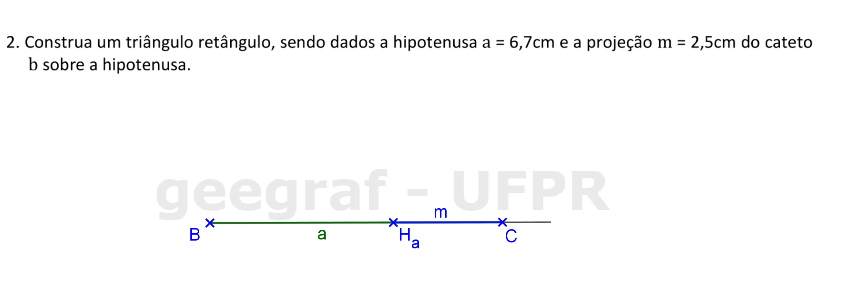 2. Construa um triângulo retângulo, sendo dados a hipotenusa a = 6,7cm e a projeção m = 2,5cm do cateto
b sobre a hipotenusa.
geegraf - UFPR
m
B a Hₐ C